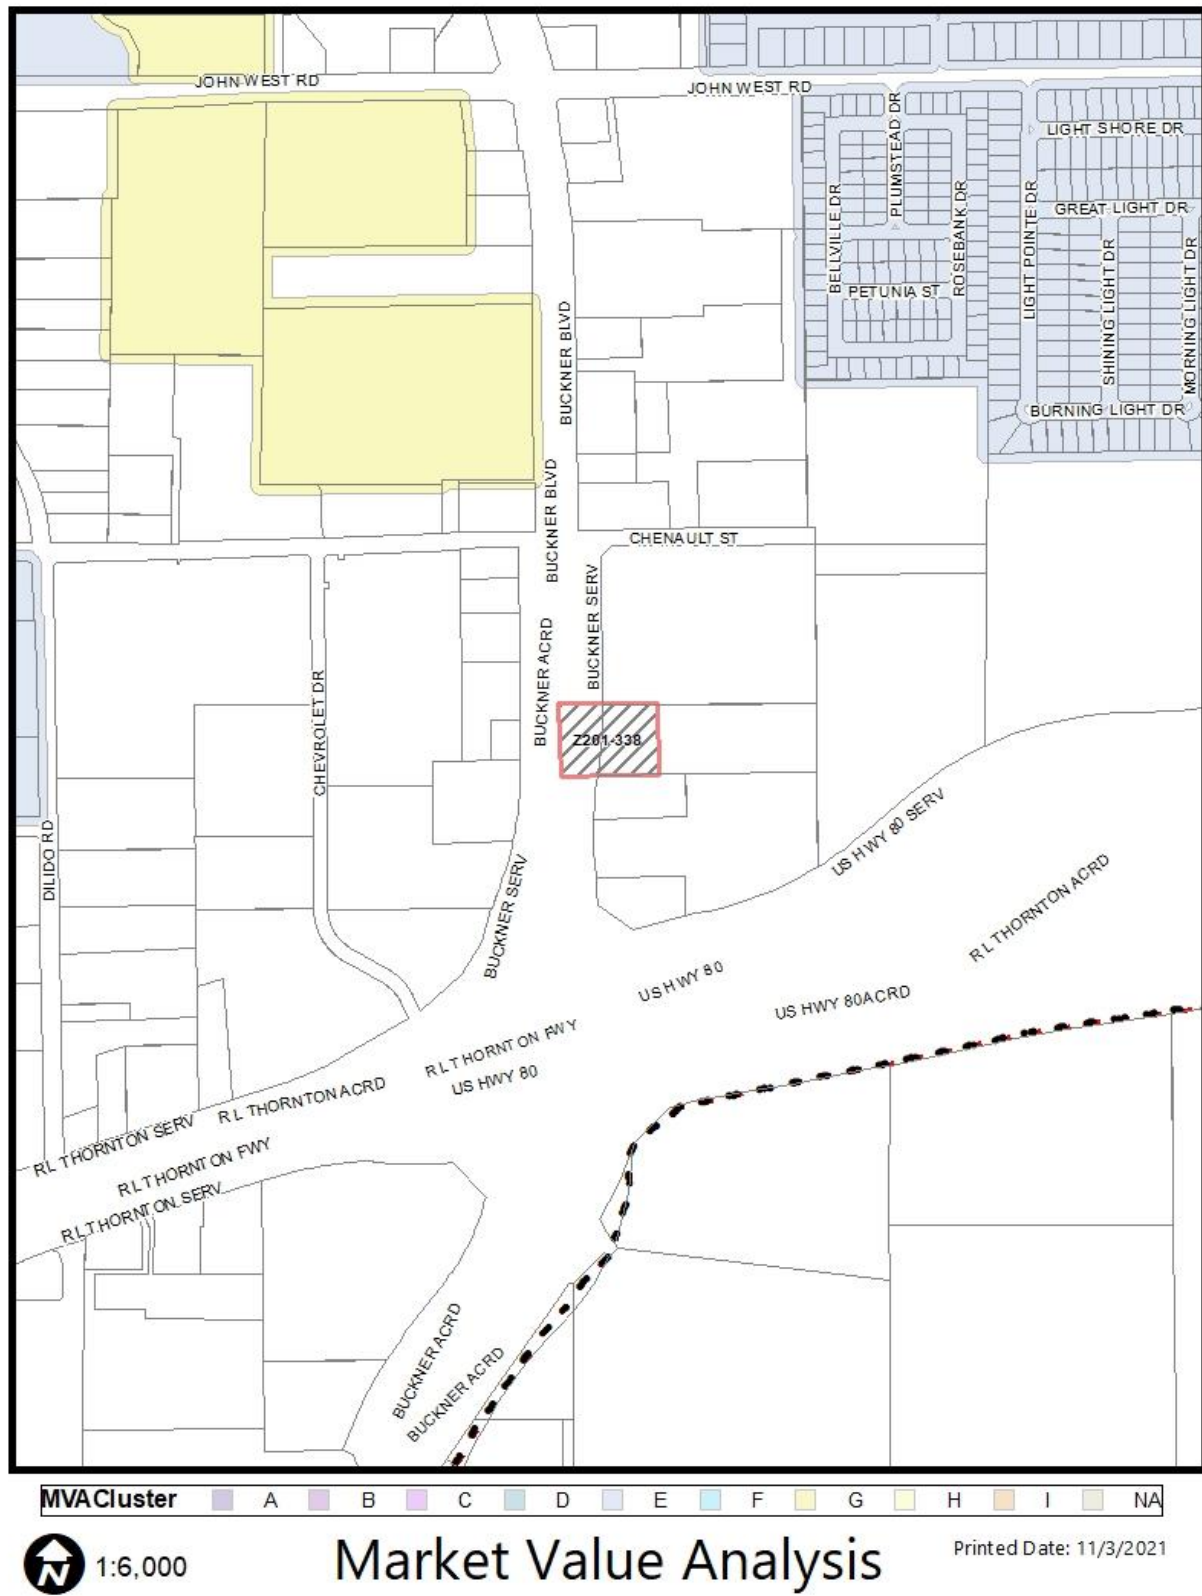 JOHN WEST RD
JOHN WEST RD
PLUMSTEAD DR
LIGHT SHORE DR
BELLVILLE DR
ROSEBANK DR
LIGHT POINTE DR
GREAT LIGHT DR
SHINING LIGHT DR
MORNING LIGHT DR
PETUNIA ST
BURNING LIGHT DR
BUCKNER BLVD
BUCKNER BLVD
CHENAULT ST
BUCKNER SERV
BUCKNER ACRD
CHEVROLET DR
Z201-338
DILIDO RD
US HWY 80 SERV
BUCKNER SERV
R L THORNTON ACRD
US HWY 80
US HWY 80 ACRD
R L THORNTON FWY
US HWY 80
R L THORNTON ACRD
R L THORNTON SERV
R L THORNTON FWY
R L THORNTON SERV
BUCKNER ACRD
BUCKNER ACRD
MVACluster A B C D E F G H I NA
N 1:6,000
Market Value Analysis
Printed Date: 11/3/2021